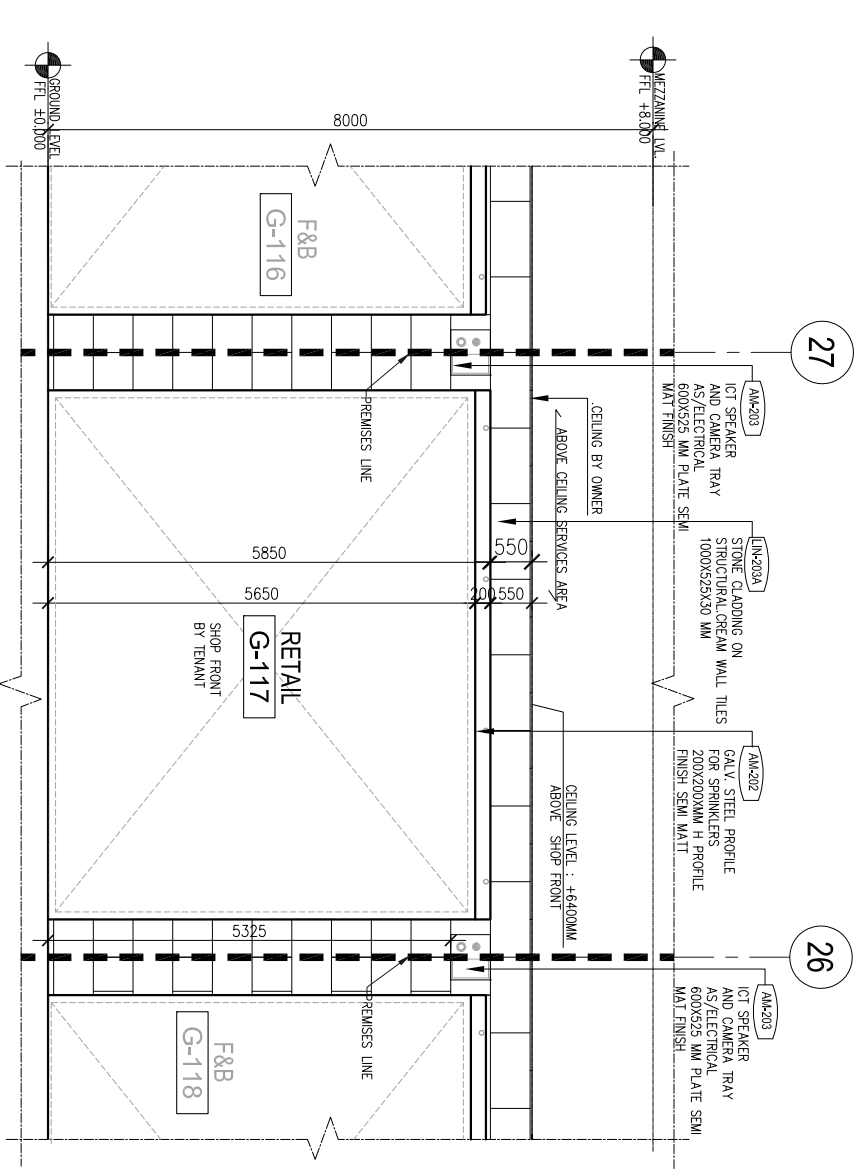 27
26
AM-203
ICT SPEAKER
AND CAMERA TRAY
AS/ELECTRICAL
600X525 MM PLATE SEMI
MAT FINISH
LIN-203A
STONE CLADDING ON
STRUCTURAL.CREAM WALL TILES
1000X525X30 MM
AM-202
GALV. STEEL PROFILE
FOR SPRINKLERS
200X200XMM H PROFILE
FINISH SEMI MATT
AM-203
ICT SPEAKER
AND CAMERA TRAY
AS/ELECTRICAL
600X525 MM PLATE SEMI
MAT FINISH
MEZZANINE LVL.
FFL +8.000
.CEILING BY OWNER
ABOVE CEILING SERVICES AREA
CEILING LEVEL : +6400MM
ABOVE SHOP FRONT
8000
550
200
550
5850
5650
5325
PREMISES LINE
PREMISES LINE
F&B
G-116
RETAIL
G-117
SHOP FRONT
BY TENANT
F&B
G-118
GROUND LEVEL
FFL ±0.000